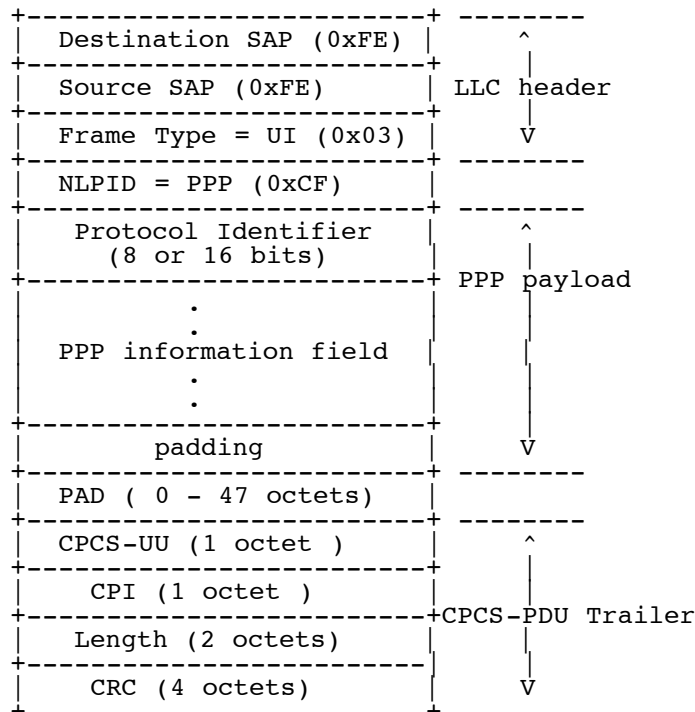 Destination SAP (0xFE)
Source SAP (0xFE) LLC header
Frame Type = UI (0x03)
NLPID = PPP (0xCF)
Protocol Identifier
(8 or 16 bits)
PPP payload
.
.
PPP information field
.
.
padding
PAD ( 0 - 47 octets)
CPCS-UU (1 octet )
CPI (1 octet )
CPCS-PDU Trailer
Length (2 octets)
CRC (4 octets)